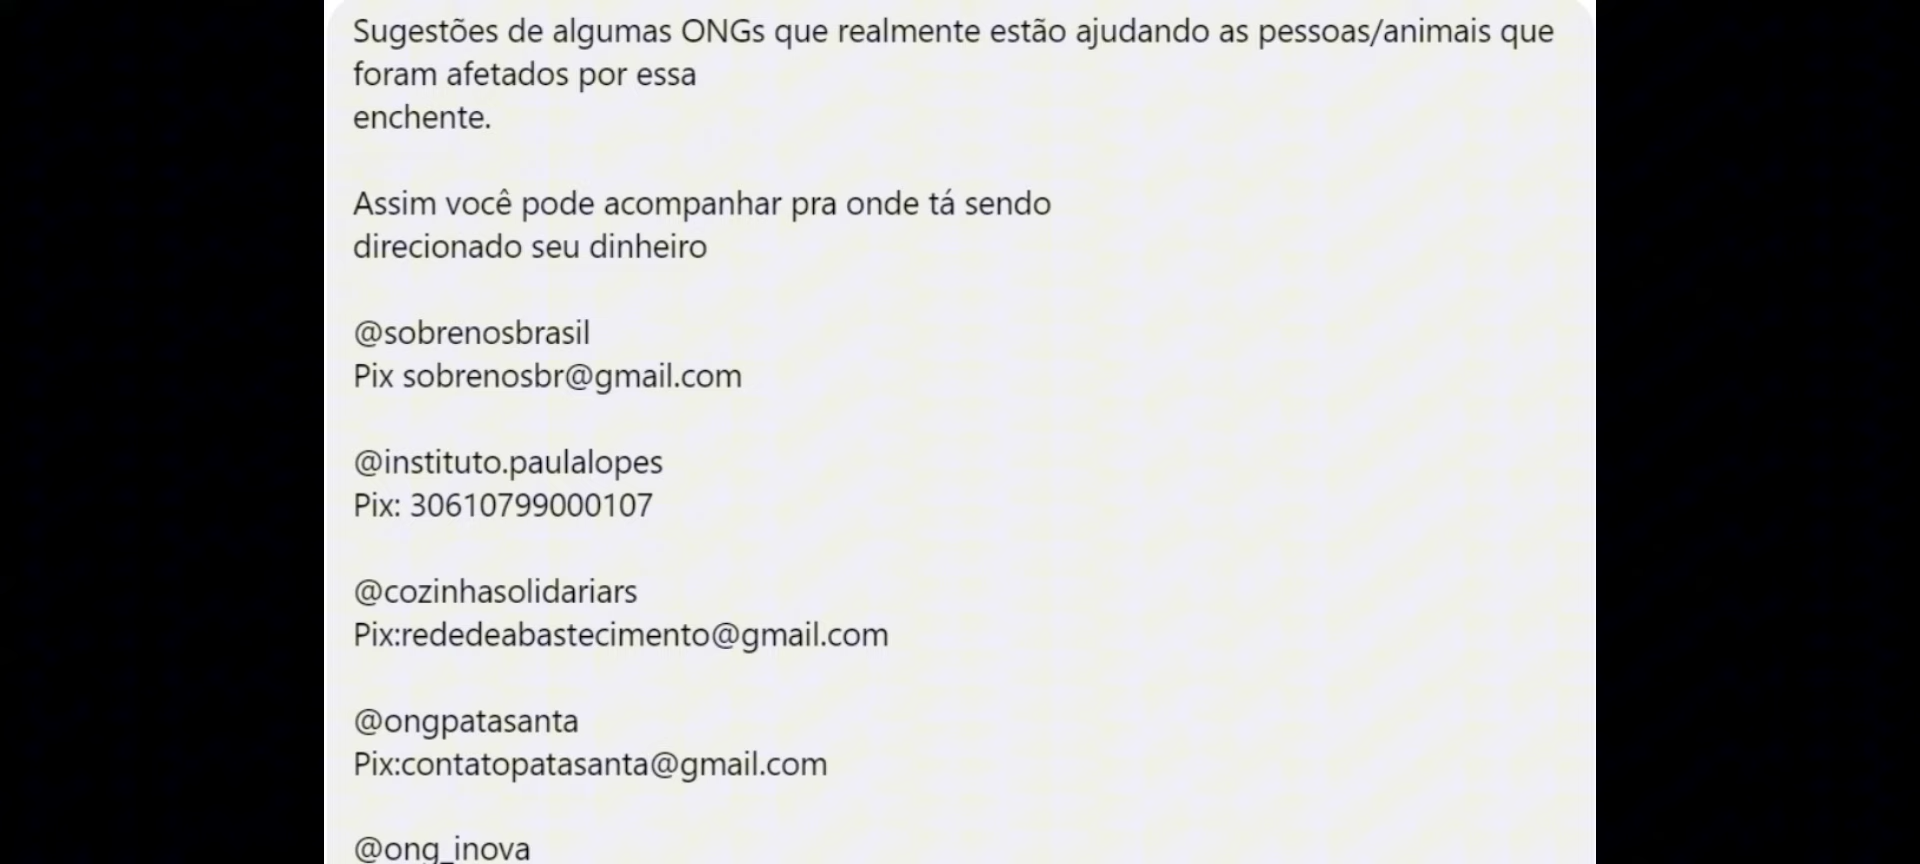 Sugestões de algumas ONGs que realmente estão ajudando as pessoas/animais que
foram afetados por essa
enchente.
Assim você pode acompanhar pra onde tá sendo
direcionado seu dinheiro
@sobrenosbrasil
Pix sobrenosbr@gmail.com
@instituto.paulalopes
Pix: 30610799000107
@cozinhasolidariars
Pix:rededeabastecimento@gmail.com
@ongpatasanta
Pix:contatopatasanta@gmail.com
@ong_inova